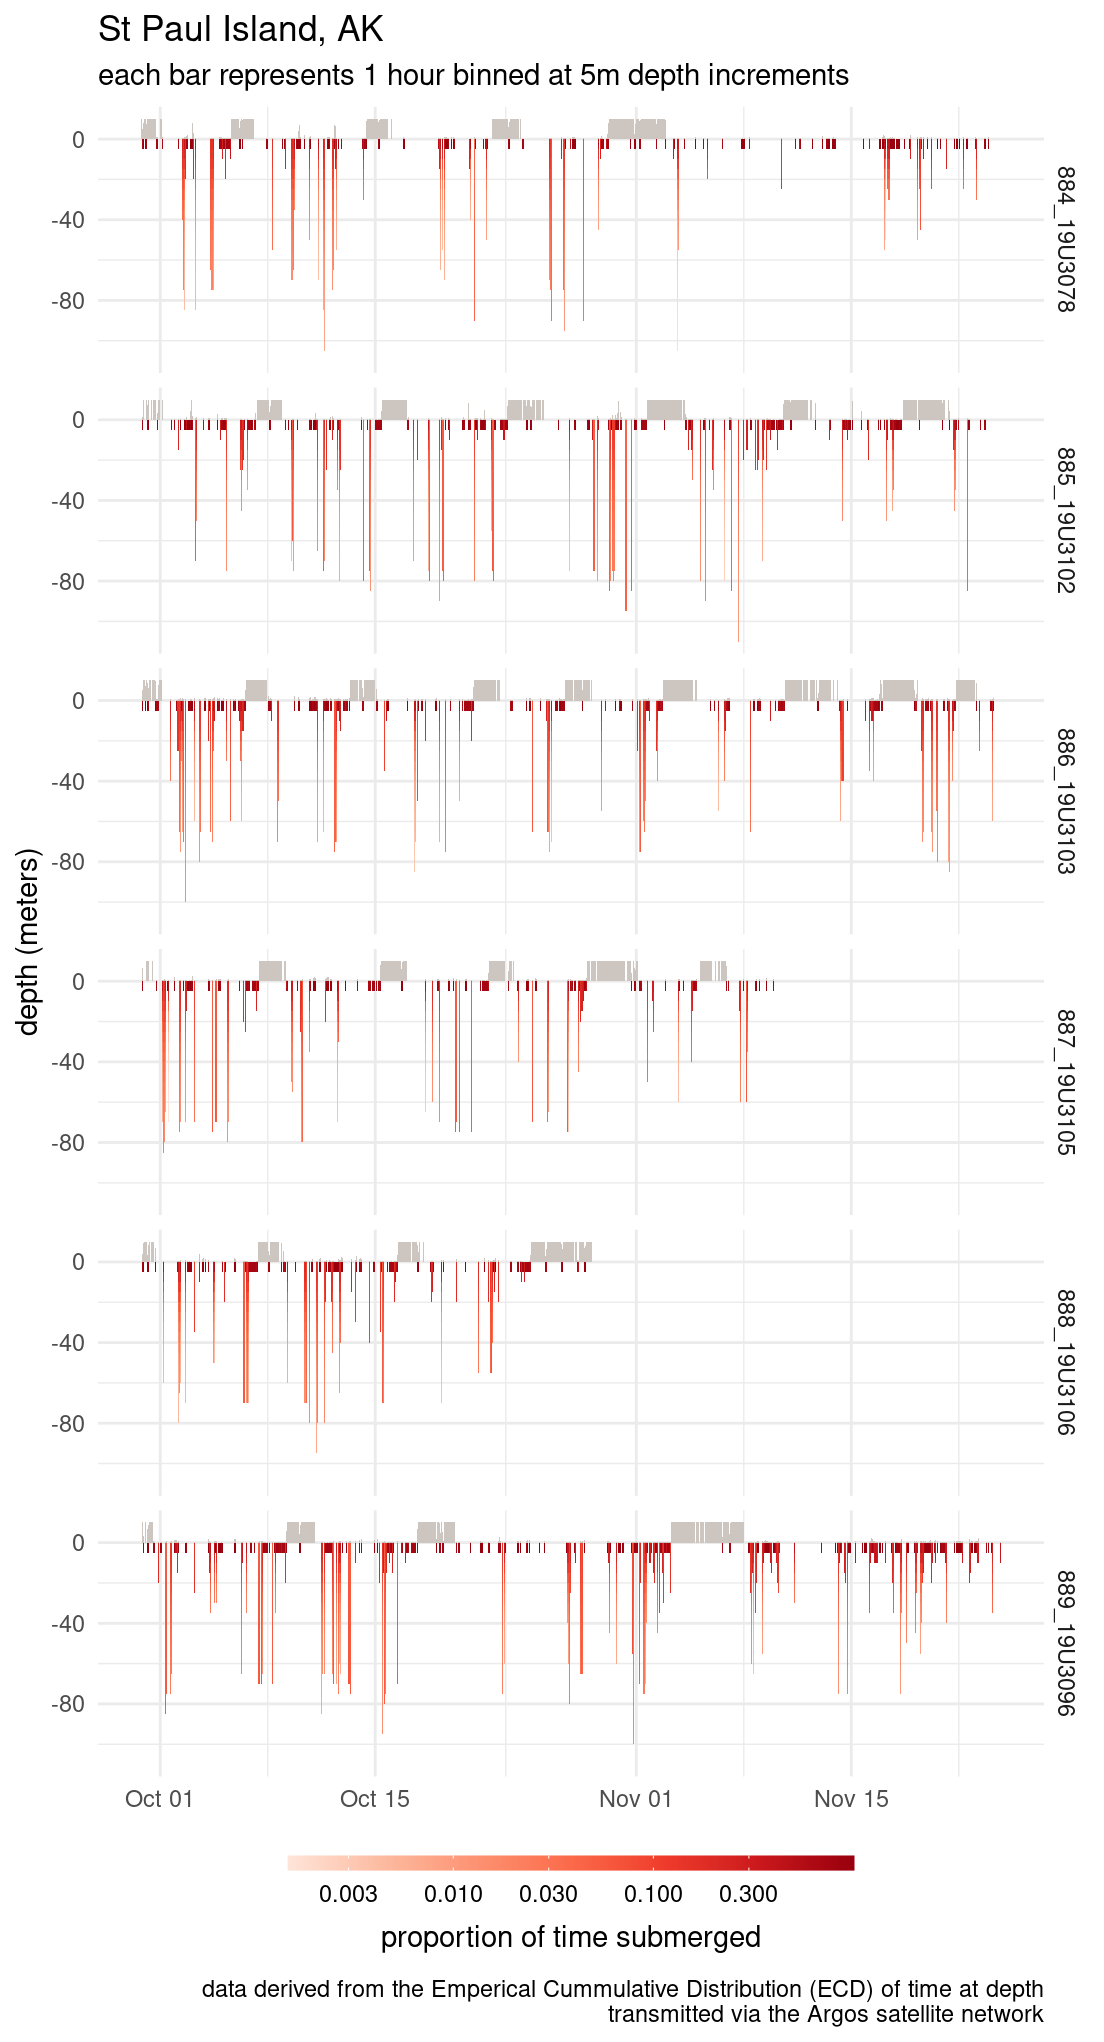 St Paul Island, AK
each bar represents 1 hour binned at 5m depth increments
depth (meters)
0
-40
-80
884_19U3078
0
-40
-80
885_19U3102
0
-40
-80
886_19U3103
0
-40
-80
887_19U3105
0
-40
-80
888_19U3106
0
-40
-80
889_19U3096
Oct 01 Oct 15 Nov 01 Nov 15
0.003 0.010 0.030 0.100 0.300
proportion of time submerged
data derived from the Emperical Cummulative Distribution (ECD) of time at depth
transmitted via the Argos satellite network